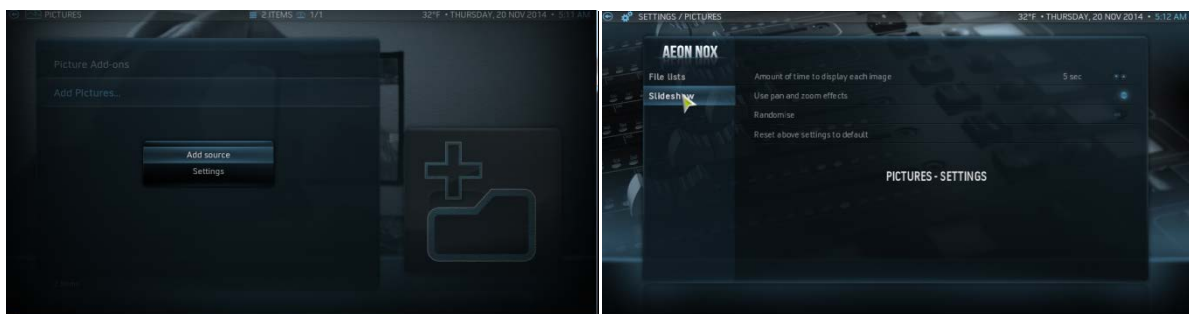 PICTURES
2 ITEMS 1/1
32°F • THURSDAY, 20 NOV 2014 • 5:11 AM
Picture Add-ons
Add Pictures...
Add source
Settings
SETTINGS / PICTURES
32°F • THURSDAY, 20 NOV 2014 • 5:12 AM
AEON NOX
File lists
Amount of time to display each image 5 sec
Slideshow
Use pan and zoom effects
Randomise
Reset above settings to default
PICTURES - SETTINGS